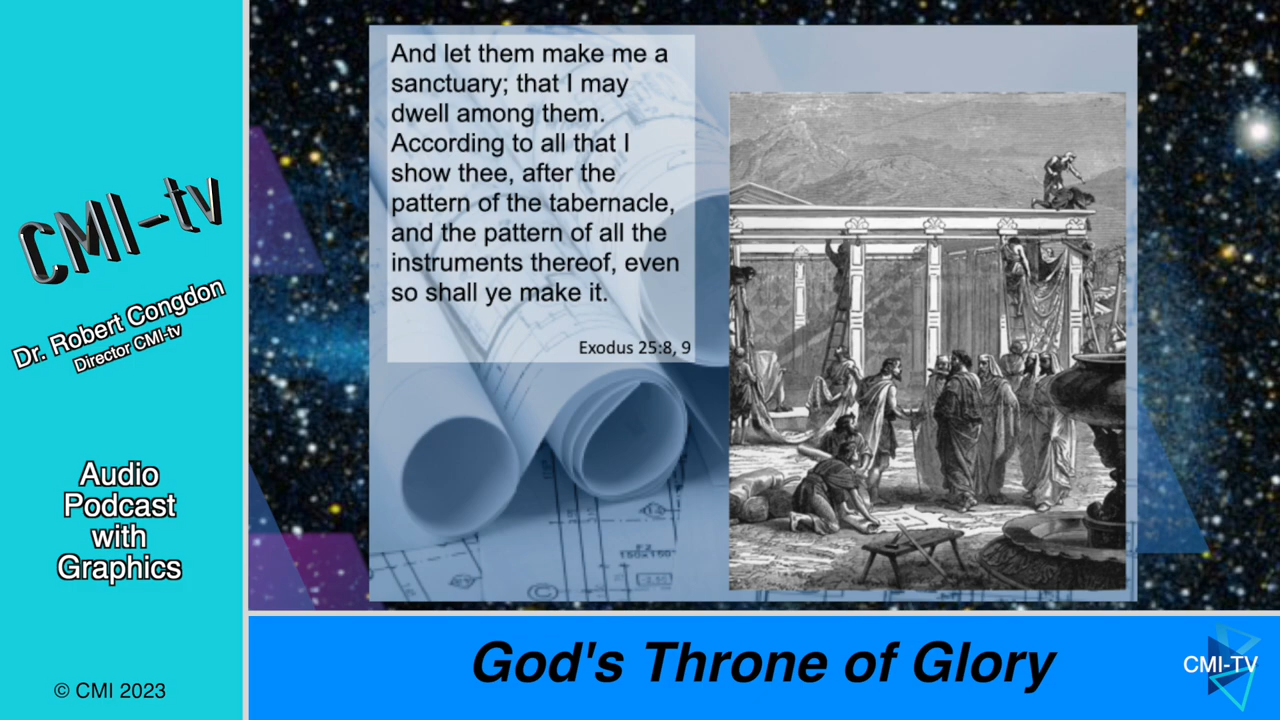 CMI-tv
Dr. Robert Congdon
Director CMI-tv
Audio
Podcast
with
Graphics
© CMI 2023
And let them make me a
sanctuary; that I may
dwell among them.
According to all that I
show thee, after the
pattern of the tabernacle,
and the pattern of all the
instruments thereof, even
so shall ye make it.
Exodus 25:8, 9
God's Throne of Glory
CMI-TV